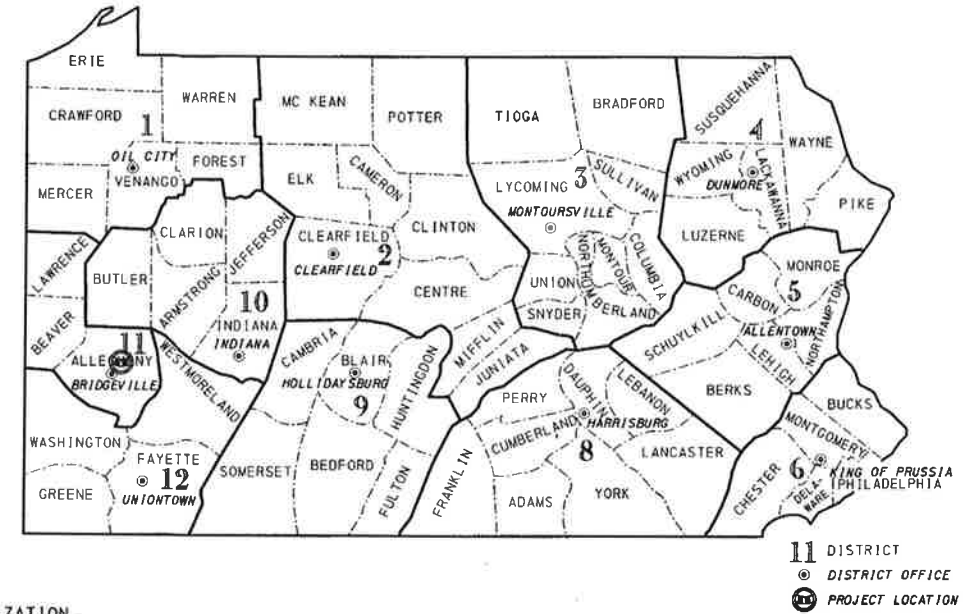 ERIE
WARREN
MC KEAN
POTTER
TIOGA
BRADFORD
SUSQUEHANNA
WAYNE
CRAWFORD
1
OIL CITY
VENANGO
FOREST
ELK
CAMERON
LYCOMING
3
SULLIVAN
MONTOURSVILLE
WYOMING
4
LACKAWANNA
DUNMORE
PIKE
MERCER
CLARION
JEFFERSON
CLEARFIELD
2
CLEARFIELD
CLINTON
LUZERNE
LAWRENCE
BUTLER
ARMSTRONG
10
INDIANA
INDIANA
CENTRE
UNION
SNYDER
NORTHUMBERLAND
MONTOUR
COLUMBIA
MONROE
5
CARBON
NORTHAMPTON
ALLENTOWN
LEHIGH
SCHUYLKILL
BERKS
BEAVER
11
BRIDGEVILLE
WESTMORELAND
CAMBRIA
BLAIR
HOLLIDAYSBURG
9
HUNTINGDON
MIFFLIN
JUNIATA
PERRY
DAUPHIN
LEBANON
HARRISBURG
CUMBERLAND
8
LANCASTER
BUCKS
MONTGOMERY
WASHINGTON
FAYETTE
12
UNIONTOWN
GREENE
SOMERSET
BEDFORD
FULTON
FRANKLIN
ADAMS
YORK
CHESTER
6
DELA-
WARE
KING OF PRUSSIA
PHILADELPHIA
11 DISTRICT
DISTRICT OFFICE
PROJECT LOCATION